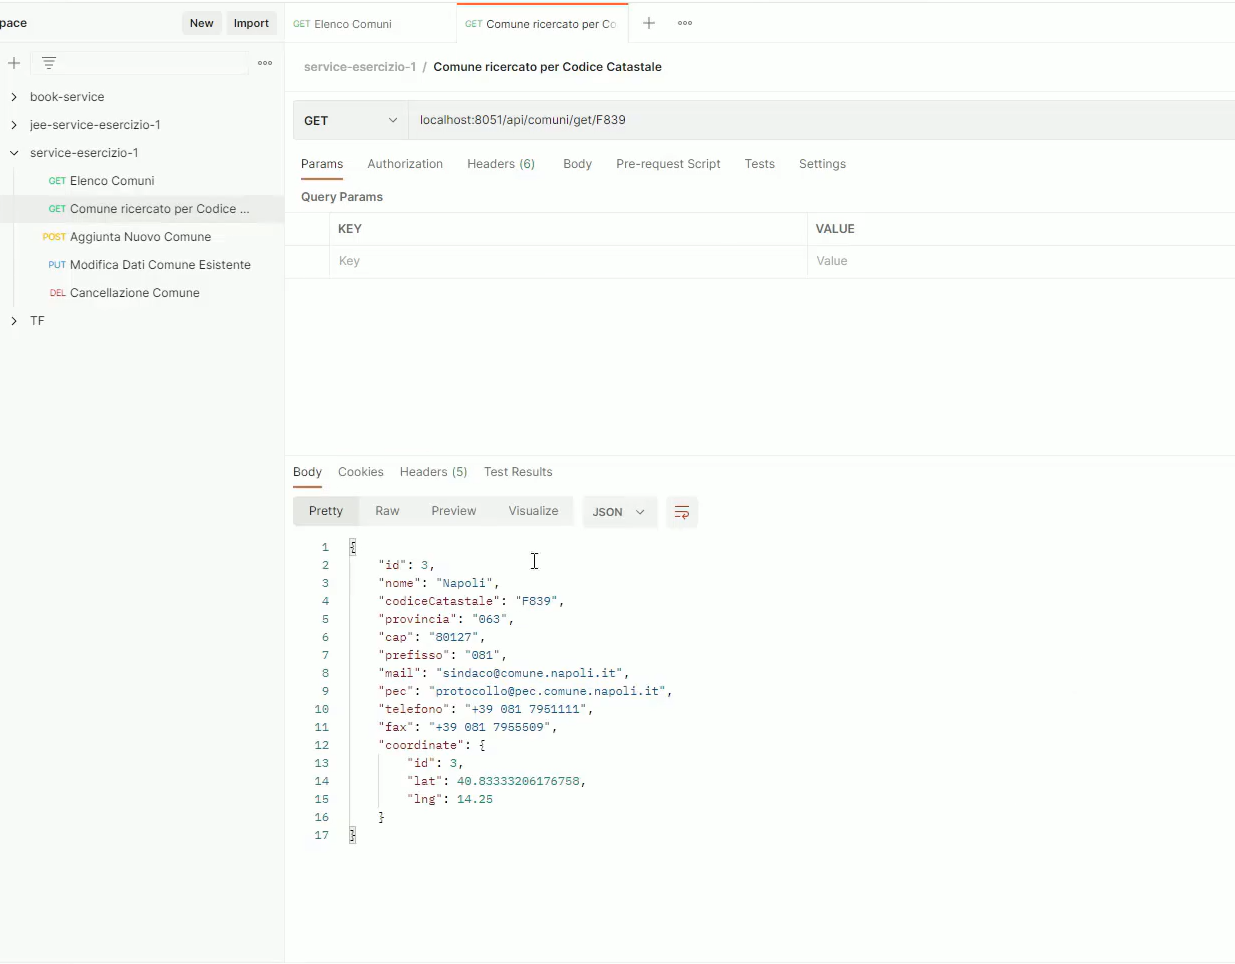 pace
New Import
book-service
jee-service-esercizio-1
service-esercizio-1
GET Elenco Comuni
GET Comune ricercato per Codice ...
POST Aggiunta Nuovo Comune
PUT Modifica Dati Comune Esistente
DEL Cancellazione Comune
TF
GET Elenco Comuni GET Comune ricercato per Co
service-esercizio-1 / Comune ricercato per Codice Catastale
GET localhost:8051/api/comuni/get/F839
Params Authorization Headers (6) Body Pre-request Script Tests Settings
Query Params
KEY VALUE
Key Value
Body Cookies Headers (5) Test Results
Pretty Raw Preview Visualize JSON
1 {
2 "id": 3,
3 "nome": "Napoli",
4 "codiceCatastale": "F839",
5 "provincia": "063",
6 "cap": "80127",
7 "prefisso": "081",
8 "mail": "sindaco@comune.napoli.it",
9 "pec": "protocollo@pec.comune.napoli.it",
10 "telefono": "+39 081 7951111",
11 "fax": "+39 081 7955509",
12 "coordinate": {
13 "id": 3,
14 "lat": 40.83333206176758,
15 "lng": 14.25
16 }
17 }